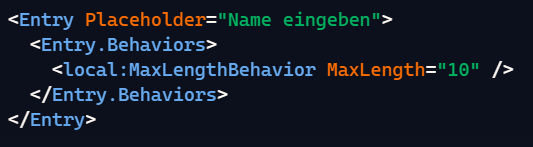 <Entry Placeholder="Name eingeben">
  <Entry.Behaviors>
    <local:MaxLengthBehavior MaxLength="10" />
  </Entry.Behaviors>
</Entry>